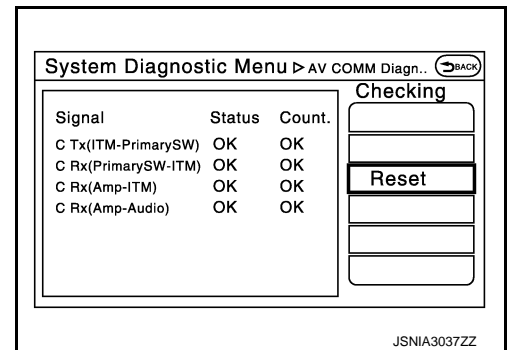 System Diagnostic Menu ▷ AV COMM Diagn.. BACK
Checking
Signal Status Count.
C Tx(ITM-PrimarySW) OK OK
C Rx(PrimarySW-ITM) OK OK
C Rx(Amp-ITM) OK OK
C Rx(Amp-Audio) OK OK
Reset
JSNIA3037ZZ